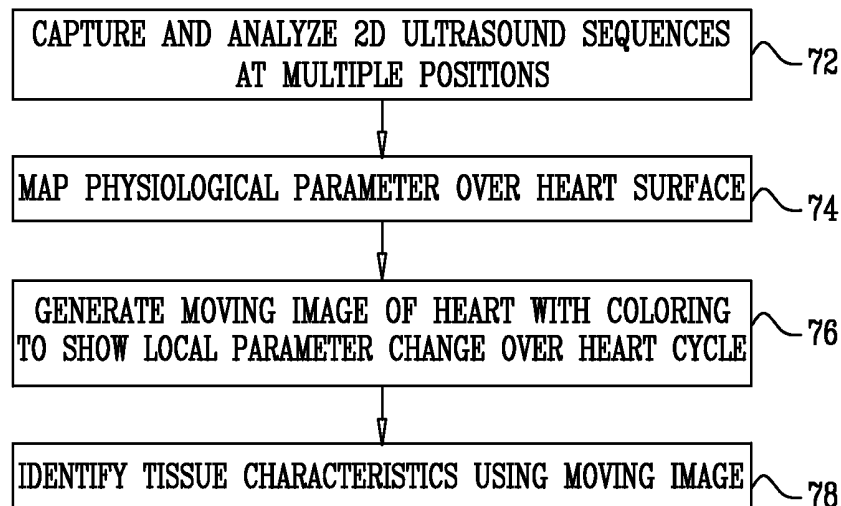 CAPTURE AND ANALYZE 2D ULTRASOUND SEQUENCES
AT MULTIPLE POSITIONS
72
MAP PHYSIOLOGICAL PARAMETER OVER HEART SURFACE
74
GENERATE MOVING IMAGE OF HEART WITH COLORING
TO SHOW LOCAL PARAMETER CHANGE OVER HEART CYCLE
76
IDENTIFY TISSUE CHARACTERISTICS USING MOVING IMAGE
78